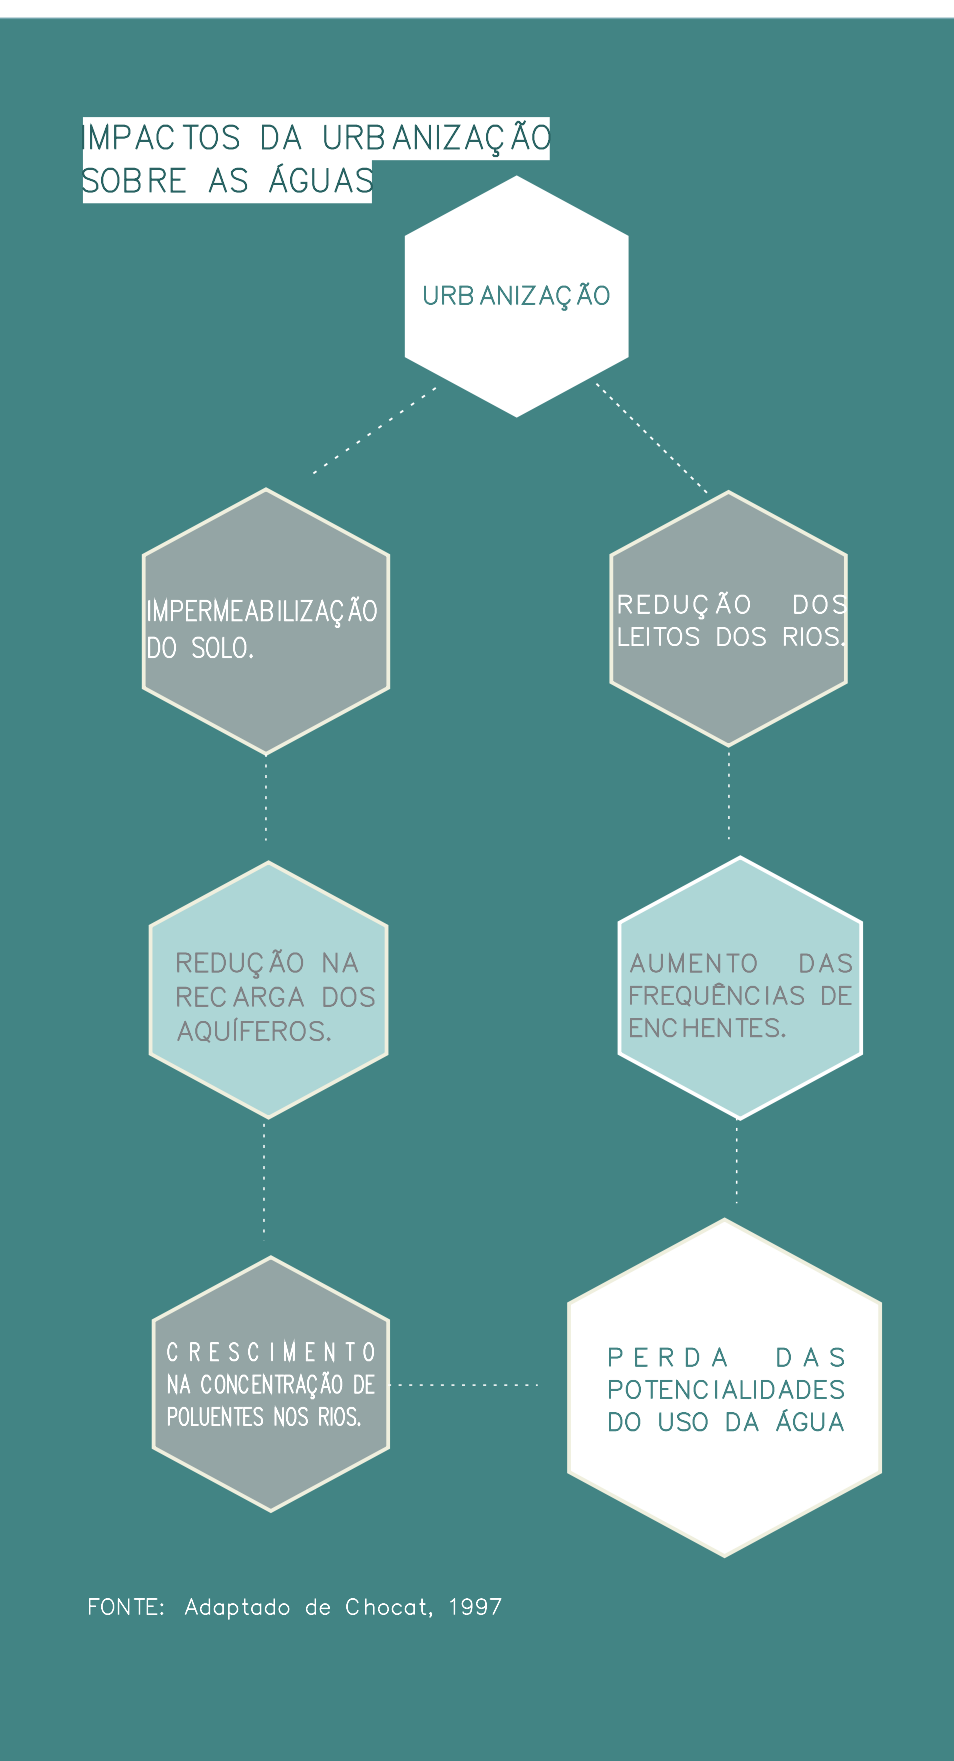 IMPACTOS DA URBANIZAÇÃO
SOBRE AS ÁGUAS
URBANIZAÇÃO
IMPERMEABILIZAÇÃO
DO SOLO.
REDUÇÃO DOS
LEITOS DOS RIOS.
REDUÇÃO NA
RECARGA DOS
AQUÍFEROS.
AUMENTO DAS
FREQUÊNCIAS DE
ENCHENTES.
CRESCIMENTO
NA CONCENTRAÇÃO DE
POLUENTES NOS RIOS.
PERDA DAS
POTENCIALIDADES
DO USO DA ÁGUA
FONTE: Adaptado de Chocat, 1997